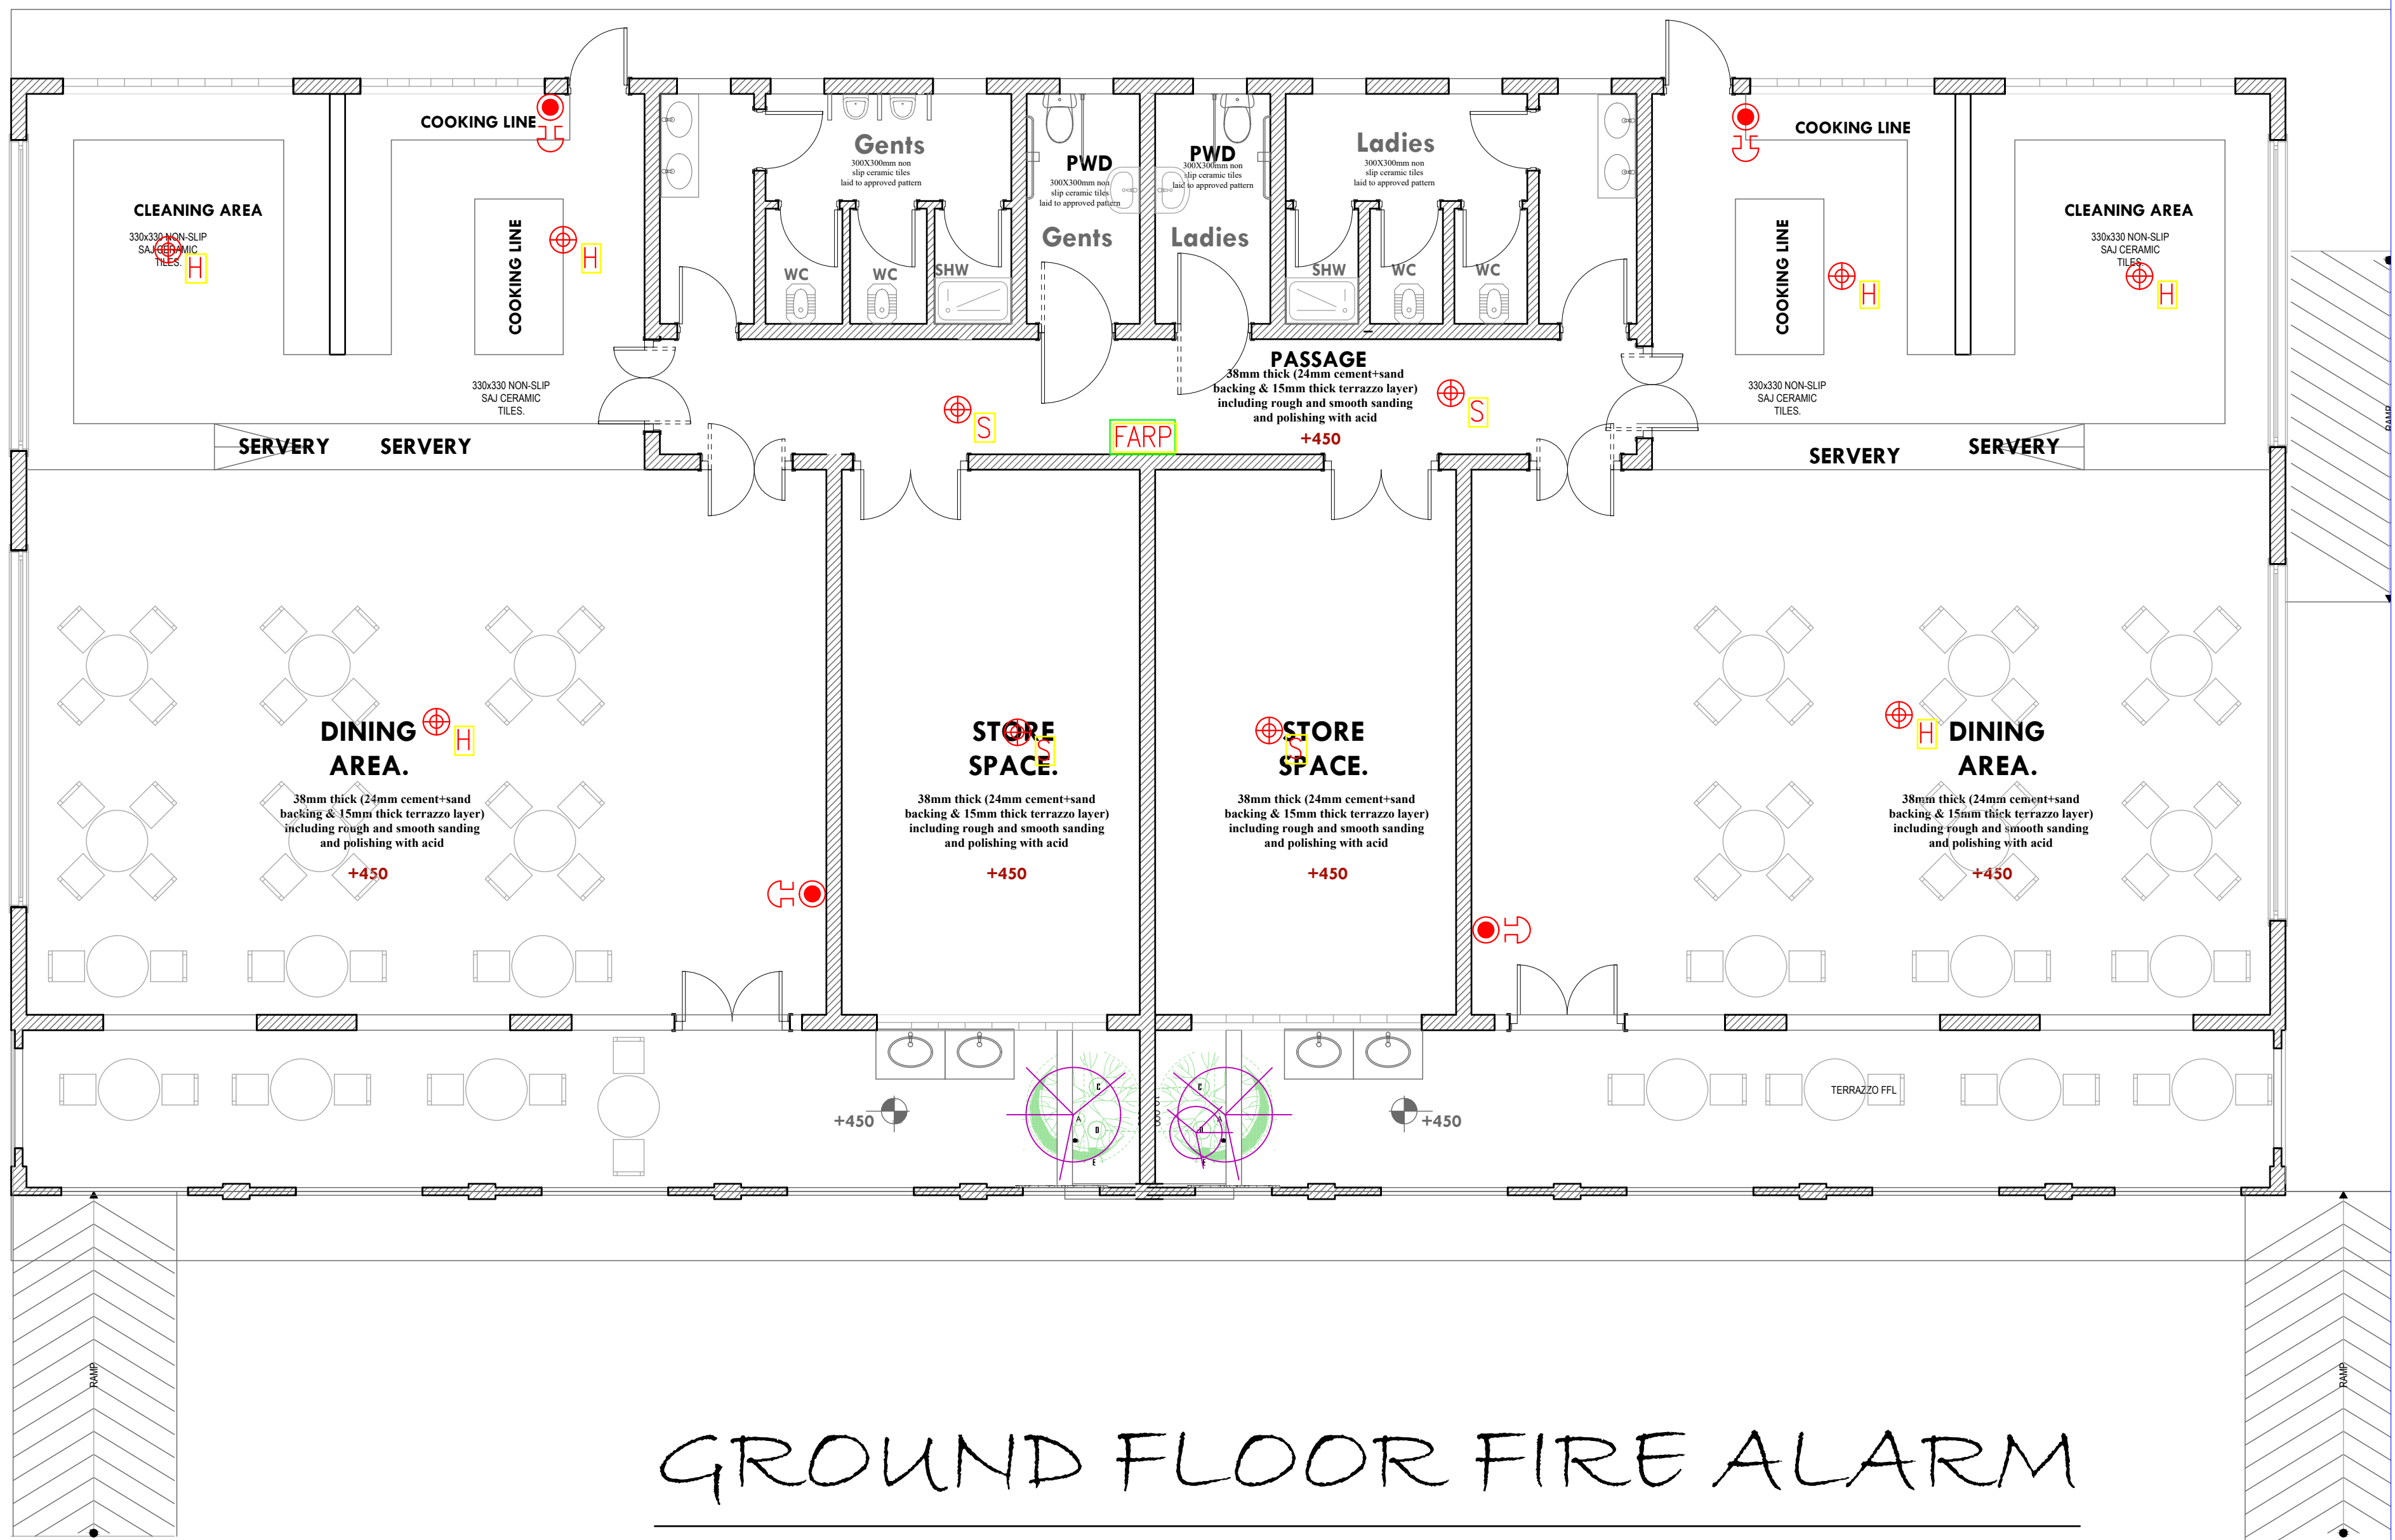 COOKING LINE
CLEANING AREA
330x330 NON-SLIP
SAJ CERAMIC
TILES.
H
COOKING LINE
H
330x330 NON-SLIP
SAJ CERAMIC
TILES.
SERVERY
SERVERY
Gents
300X300mm non
slip ceramic tiles
laid to approved pattern
WC
WC
SHW
PWD
300X300mm non
slip ceramic tiles
laid to approved pattern
Gents
PWD
300X300mm non
slip ceramic tiles
laid to approved pattern
Ladies
Ladies
300X300mm non
slip ceramic tiles
laid to approved pattern
SHW
WC
WC
COOKING LINE
CLEANING AREA
330x330 NON-SLIP
SAJ CERAMIC
TILES.
H
COOKING LINE
H
330x330 NON-SLIP
SAJ CERAMIC
TILES.
SERVERY
SERVERY
RAMP
PASSAGE
38mm thick (24mm cement+sand
backing & 15mm thick terrazzo layer)
including rough and smooth sanding
and polishing with acid
+450
S
S
FARP
DINING
AREA.
H
38mm thick (24mm cement+sand
backing & 15mm thick terrazzo layer)
including rough and smooth sanding
and polishing with acid
+450
STORE
SPACE.
S
38mm thick (24mm cement+sand
backing & 15mm thick terrazzo layer)
including rough and smooth sanding
and polishing with acid
+450
STORE
SPACE.
S
38mm thick (24mm cement+sand
backing & 15mm thick terrazzo layer)
including rough and smooth sanding
and polishing with acid
+450
DINING
AREA.
H
38mm thick (24mm cement+sand
backing & 15mm thick terrazzo layer)
including rough and smooth sanding
and polishing with acid
+450
+450
C
A
D
E
C
A
D
E
+450
TERRAZZO FFL
RAMP
RAMP
GROUND FLOOR FIRE ALARM